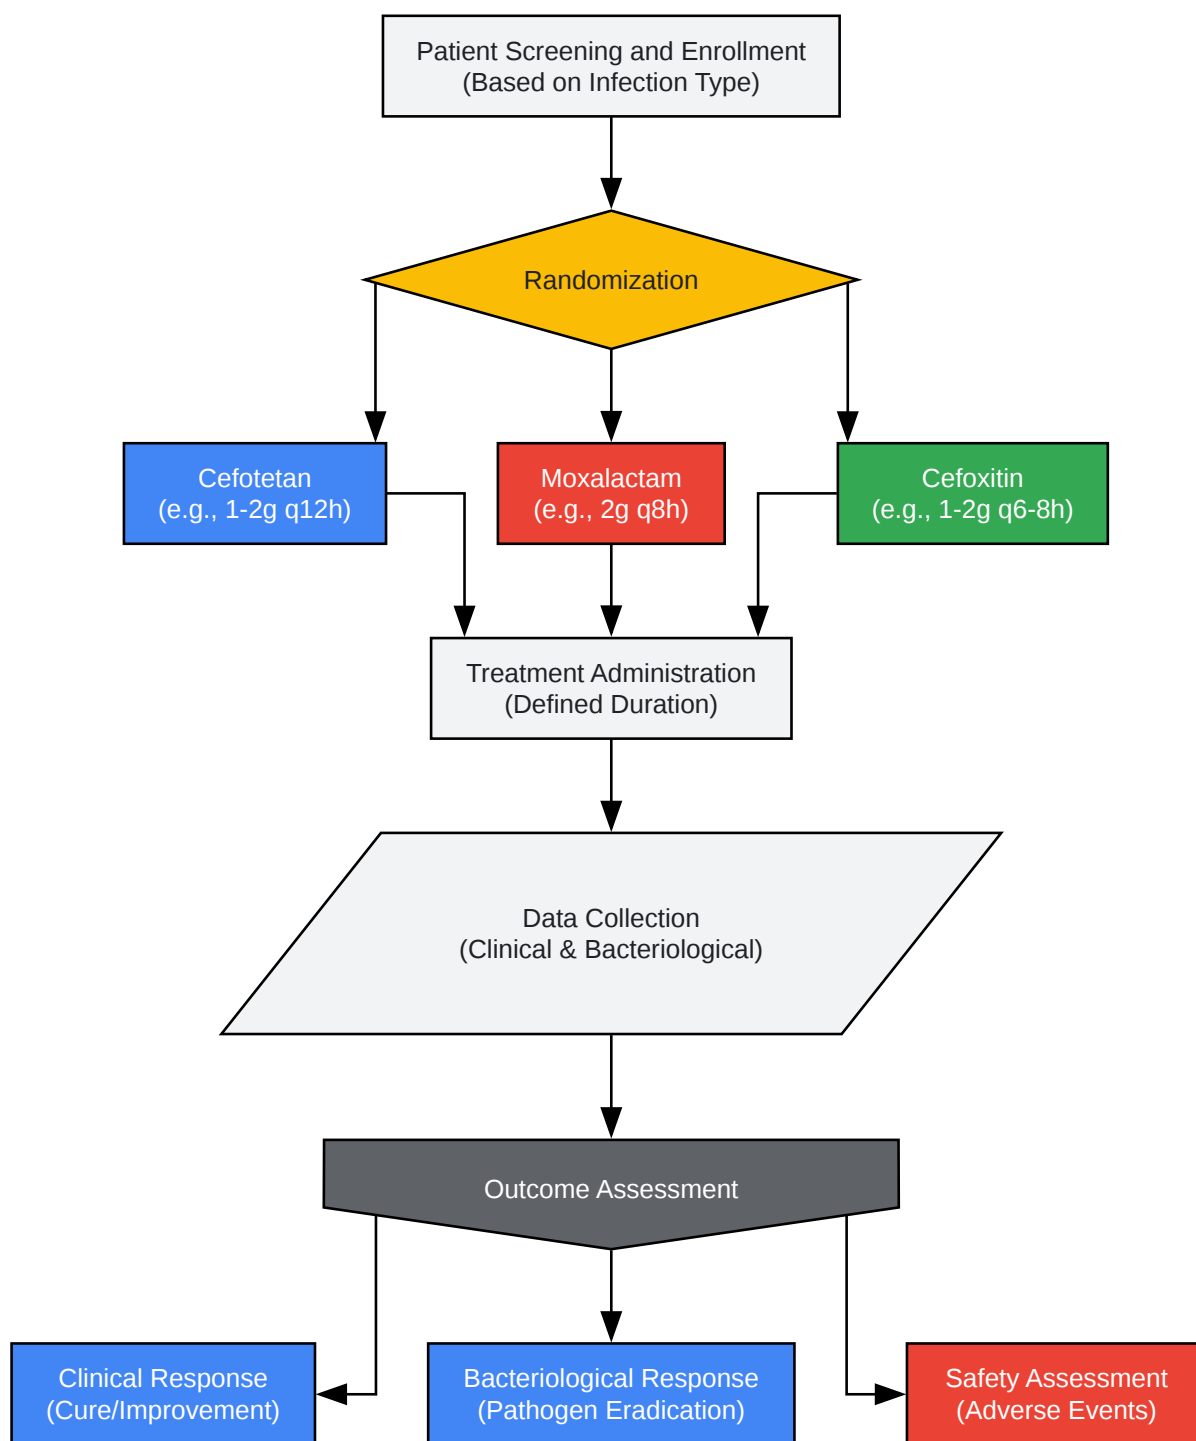 Patient Screening and Enrollment
(Based on Infection Type)
Randomization
Cefotetan
(e.g., 1-2g q12h)
Moxalactam
(e.g., 2g q8h)
Cefoxitin
(e.g., 1-2g q6-8h)
Treatment Administration
(Defined Duration)
Data Collection
(Clinical & Bacteriological)
Outcome Assessment
Clinical Response
(Cure/Improvement)
Bacteriological Response
(Pathogen Eradication)
Safety Assessment
(Adverse Events)